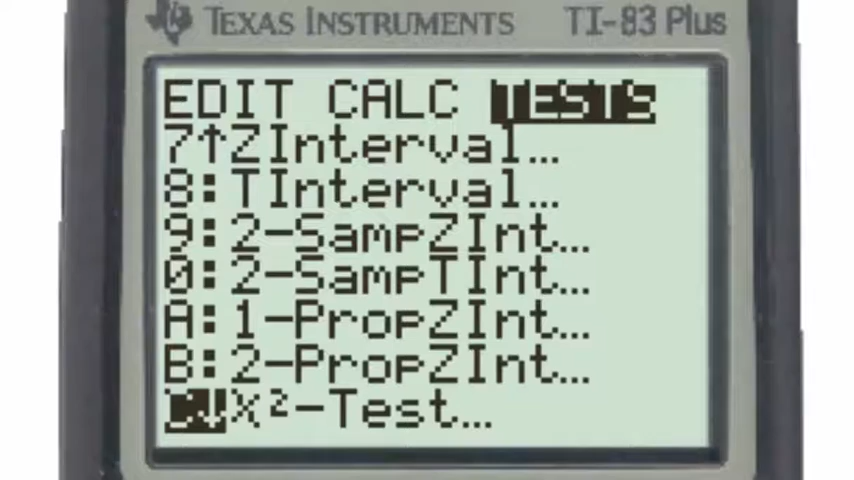 TEXAS INSTRUMENTS TI-83 Plus
EDIT CALC TESTS
7↑ZInterval…
8:TInterval…
9:2-SampZInt…
0:2-SampTInt…
A:1-PropZInt…
B:2-PropZInt…
C↓X²-Test…